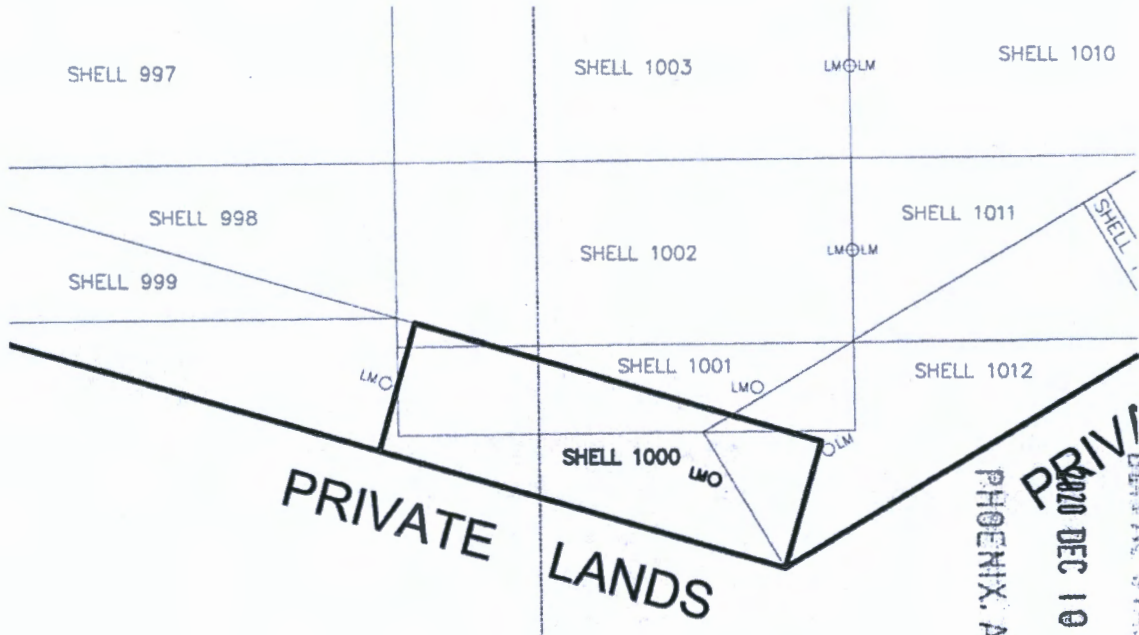 SHELL 997
SHELL 1003
LM LM
SHELL 1010
SHELL 998
SHELL 1002
LM LM
SHELL 1011
SHELL
SHELL 999
LM
SHELL 1001
LM
SHELL 1012
SHELL 1000
LM
LM
PRIVATE LANDS
2020 DEC 10
PHOENIX, A